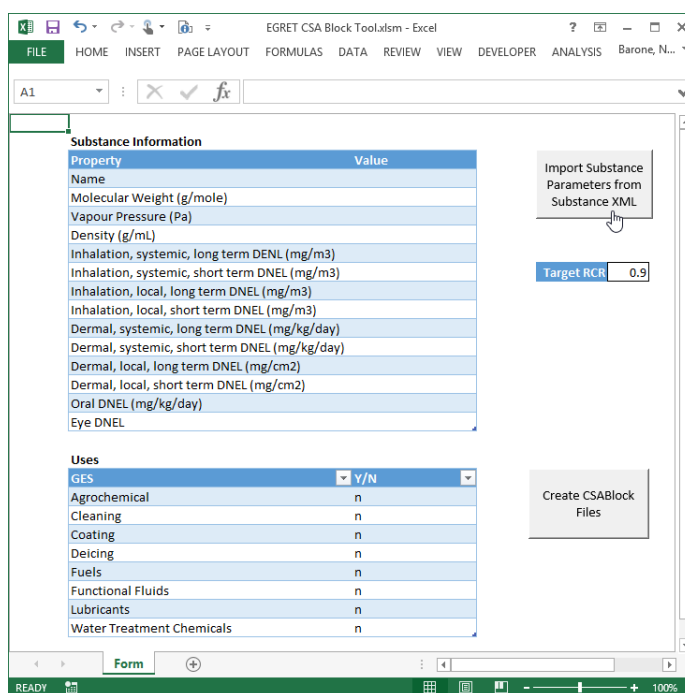 EGRET CSA Block Tool.xlsm - Excel
FILE HOME INSERT PAGE LAYOUT FORMULAS DATA REVIEW VIEW DEVELOPER ANALYSIS Barone, N...
A1 fx
Substance Information
Property Value
Name
Molecular Weight (g/mole)
Vapour Pressure (Pa)
Density (g/mL)
Inhalation, systemic, long term DENL (mg/m3)
Inhalation, systemic, short term DNEL (mg/m3)
Inhalation, local, long term DNEL (mg/m3)
Inhalation, local, short term DNEL (mg/m3)
Dermal, systemic, long term DNEL (mg/kg/day)
Dermal, systemic, short term DNEL (mg/kg/day)
Dermal, local, long term DNEL (mg/cm2)
Dermal, local, short term DNEL (mg/cm2)
Oral DNEL (mg/kg/day)
Eye DNEL
Import Substance
Parameters from
Substance XML
Target RCR 0.9
Uses
GES Y/N
Agrochemical n
Cleaning n
Coating n
Deicing n
Fuels n
Functional Fluids n
Lubricants n
Water Treatment Chemicals n
Create CSABlock
Files
Form
READY 100%